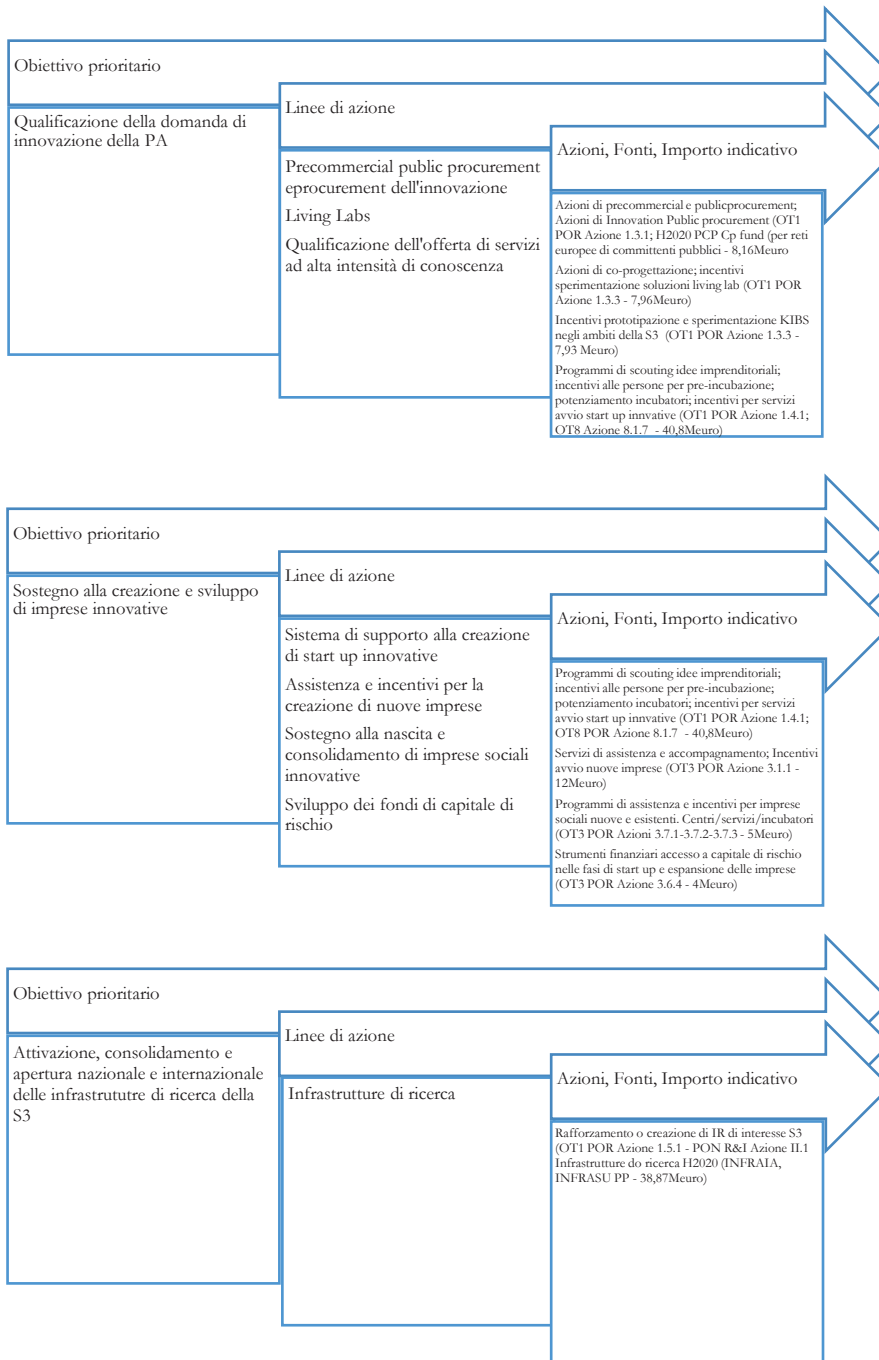 Obiettivo prioritario
Qualificazione della domanda di
innovazione della PA
Linee di azione
Precommercial public procurement
eprocurement dell'innovazione
Living Labs
Qualificazione dell'offerta di servizi
ad alta intensità di conoscenza
Azioni, Fonti, Importo indicativo
Azioni di precommercial e publicprocurement;
Azioni di Innovation Public procurement (OT1
POR Azione 1.3.1; H2020 PCP Cp fund (per reti
europee di committenti pubblici - 8,16Meuro
Azioni di co-progettazione; incentivi
sperimentazione soluzioni living lab (OT1 POR
Azione 1.3.3 - 7,96Meuro)
Incentivi prototipazione e sperimentazione KIBS
negli ambiti della S3 (OT1 POR Azione 1.3.3 -
7,93 Meuro)
Programmi di scouting idee imprenditoriali;
incentivi alle persone per pre-incubazione;
potenziamento incubatori; incentivi per servizi
avvio start up innvative (OT1 POR Azione 1.4.1;
OT8 Azione 8.1.7 - 40,8Meuro)
Obiettivo prioritario
Sostegno alla creazione e sviluppo
di imprese innovative
Linee di azione
Sistema di supporto alla creazione
di start up innovative
Assistenza e incentivi per la
creazione di nuove imprese
Sostegno alla nascita e
consolidamento di imprese sociali
innovative
Sviluppo dei fondi di capitale di
rischio
Azioni, Fonti, Importo indicativo
Programmi di scouting idee imprenditoriali;
incentivi alle persone per pre-incubazione;
potenziamento incubatori; incentivi per servizi
avvio start up innvative (OT1 POR Azione 1.4.1;
OT8 POR Azione 8.1.7 - 40,8Meuro)
Servizi di assistenza e accompagnamento; Incentivi
avvio nuove imprese (OT3 POR Azione 3.1.1 -
12Meuro)
Programmi di assistenza e incentivi per imprese
sociali nuove e esistenti. Centri/servizi/incubatori
(OT3 POR Azioni 3.7.1-3.7.2-3.7.3 - 5Meuro)
Strumenti finanziari accesso a capitale di rischio
nelle fasi di start up e espansione delle imprese
(OT3 POR Azione 3.6.4 - 4Meuro)
Obiettivo prioritario
Attivazione, consolidamento e
apertura nazionale e internazionale
delle infrastrututre di ricerca della
S3
Linee di azione
Infrastrutture di ricerca
Azioni, Fonti, Importo indicativo
Rafforzamento o creazione di IR di interesse S3
(OT1 POR Azione 1.5.1 - PON R&I Azione II.1
Infrastrutture do ricerca H2020 (INFRAIA,
INFRASU PP - 38,87Meuro)